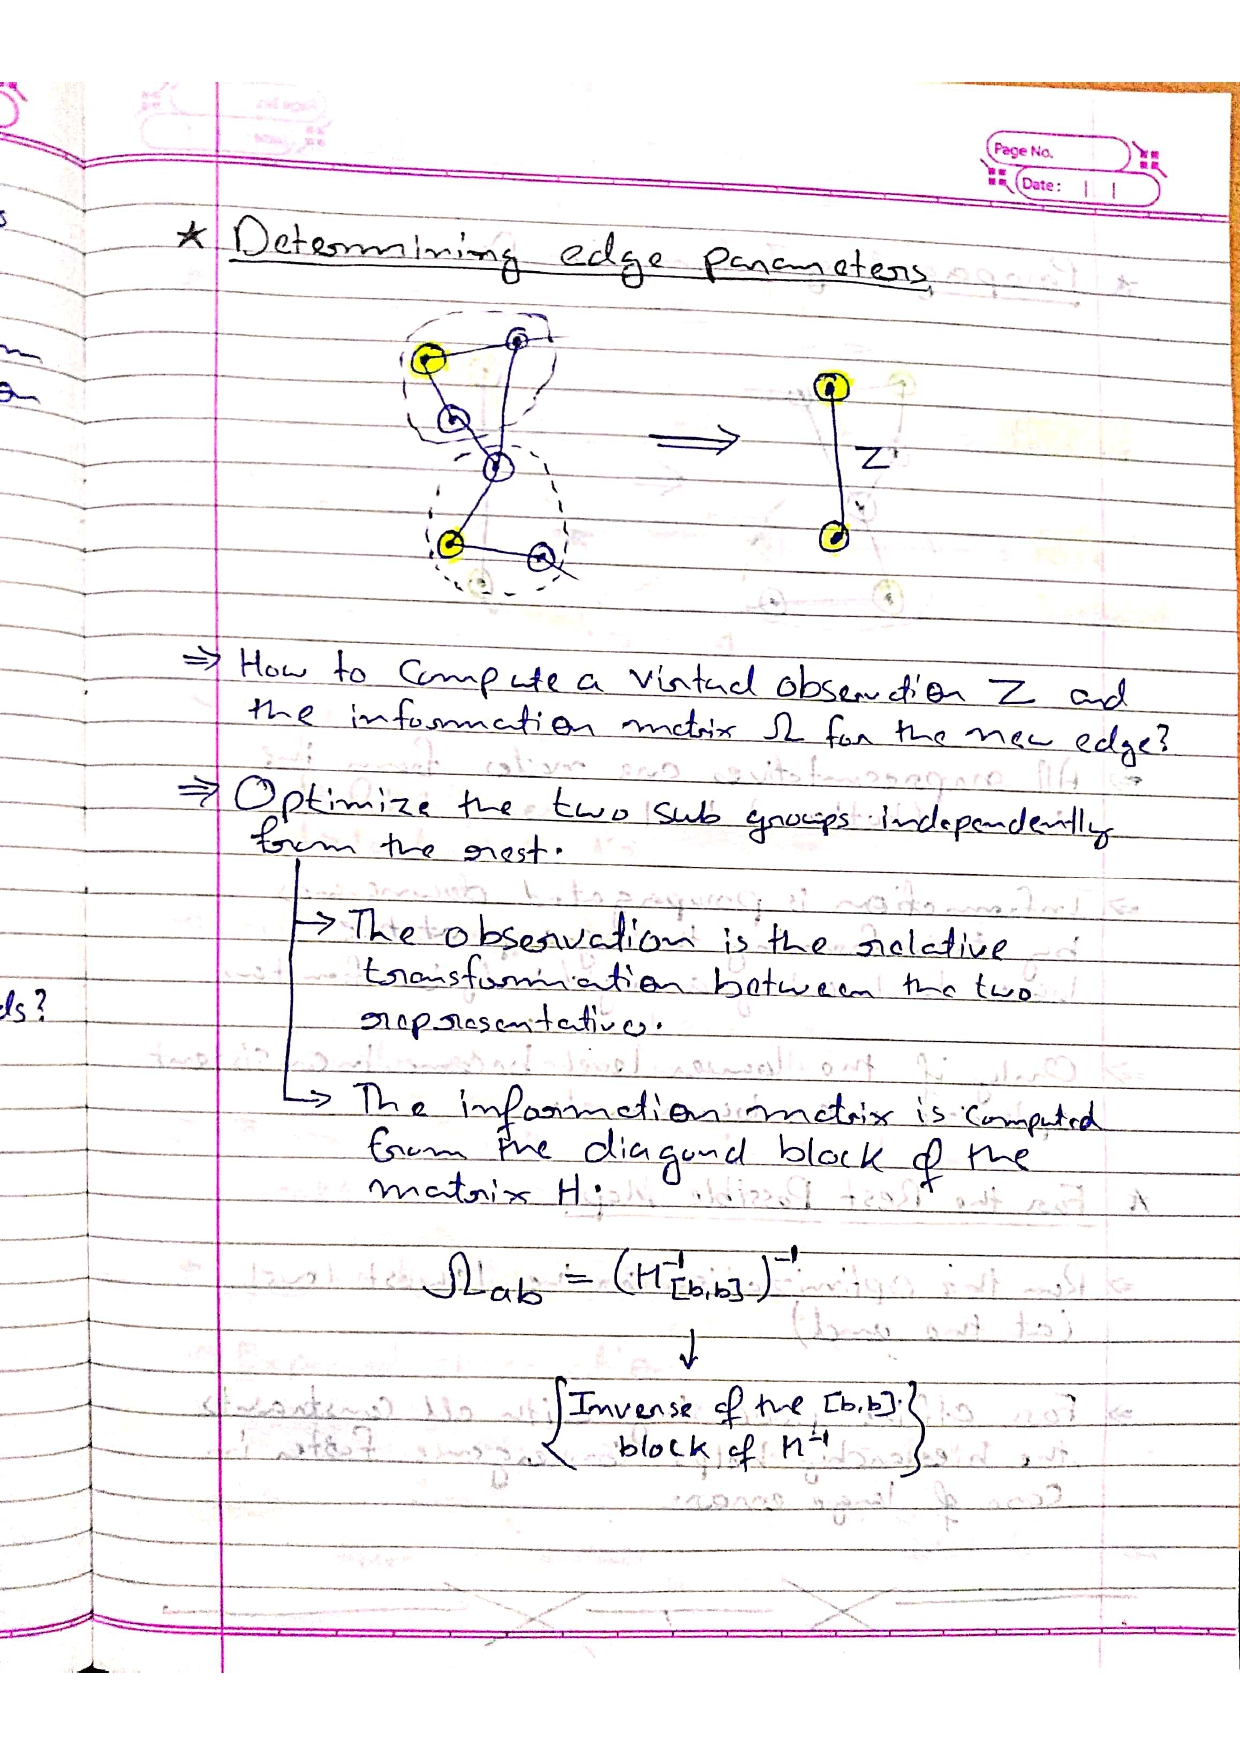 Page No.
Date:
★ Determining edge parameters
Z
⇒ How to compute a virtual observation Z and
the information matrix Ω for the new edge?
⇒ Optimize the two sub groups independently
from the rest.
→ The observation is the relative
transformation between the two
representatives.
→ The information matrix is computed
from the diagonal block of the
matrix H.
Ωab = (H⁻¹[b,b])⁻¹
↓
{Inverse of the [b,b]
block of H⁻¹}
ds?